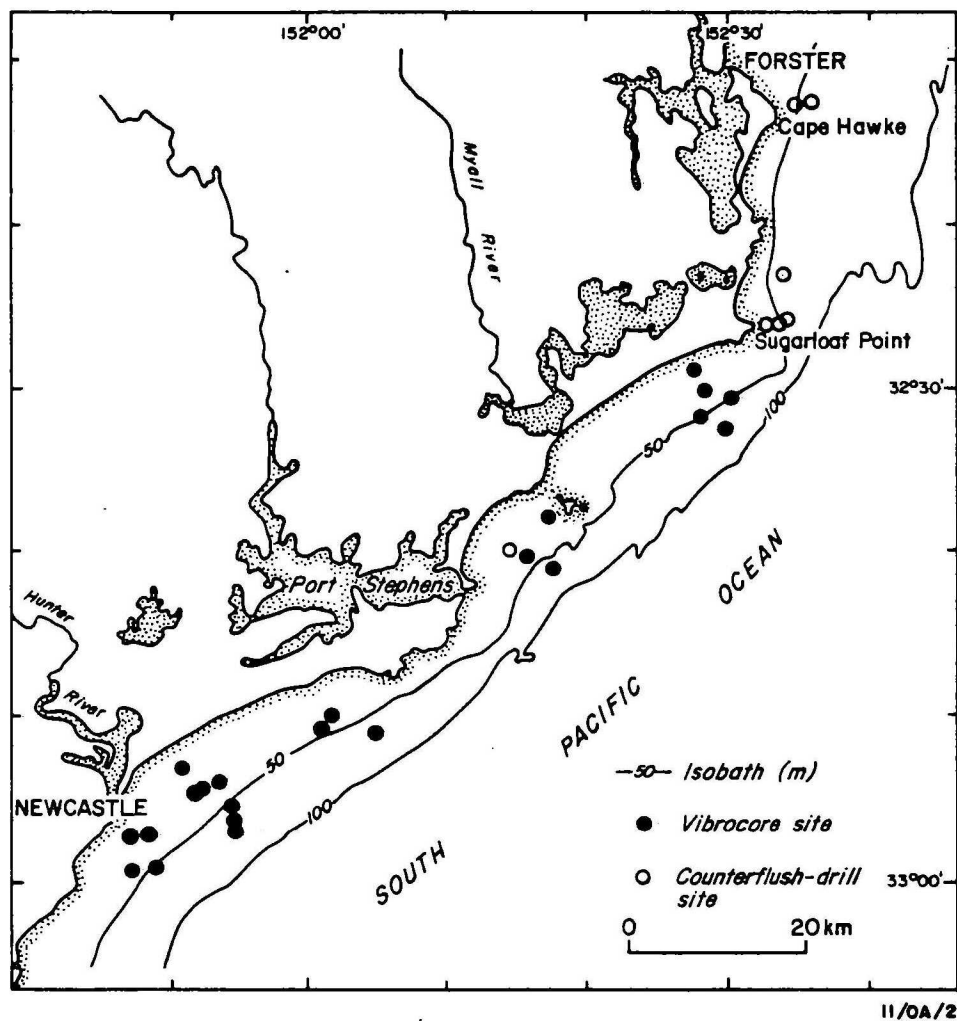 152°00'
152°30'
FORSTER
Cape Hawke
Myall
River
Sugarloaf Point
32°30'
50
100
Port Stephens
OCEAN
Hunter
River
PACIFIC
50
100
NEWCASTLE
SOUTH
—50— Isobath (m)
Vibrocore site
Counterflush-drill
site
33°00'
0 20 km
11/OA/2